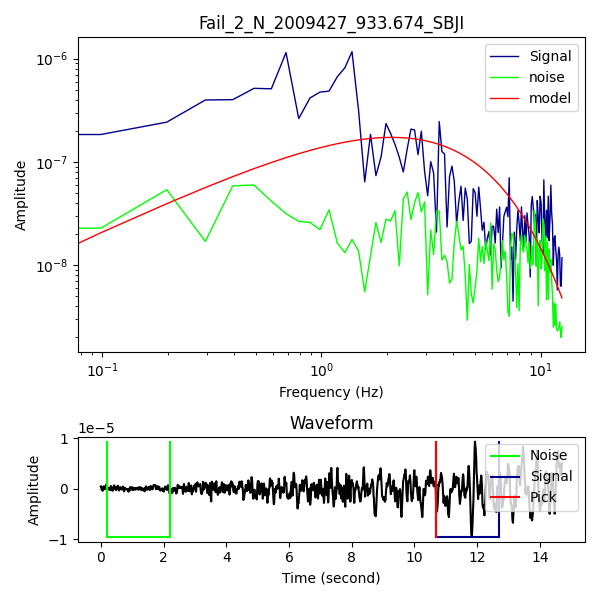 Fail_2_N_2009427_933.674_SBJI
Amplitude
10⁻⁶
10⁻⁷
10⁻⁸
Signal
noise
model
10⁻¹
10⁰
10¹
Frequency (Hz)
Waveform
1e−5
Amplitude
1
0
−1
Noise
Signal
Pick
0 2 4 6 8 10 12 14
Time (second)